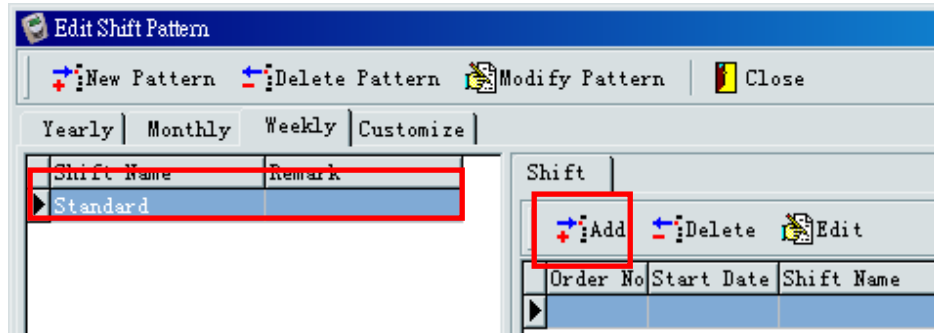 Edit Shift Pattern
New Pattern Delete Pattern Modify Pattern Close
Yearly Monthly Weekly Customize
Shift Name Remark
Standard
Shift
Add Delete Edit
Order No Start Date Shift Name